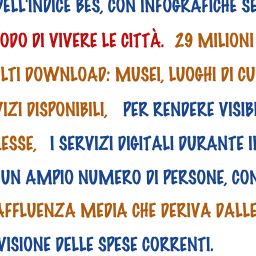 DELL'INDICE BES, CON INFOGRAFICHE SE
ODO DI VIVERE LE CITTÀ. 29 MILIONI
LTI DOWNLOAD: MUSEI, LUOGHI DI CU
VIZI DISPONIBILI, PER RENDERE VISIBI
LESSE, I SERVIZI DIGITALI DURANTE IL
UN AMPIO NUMERO DI PERSONE, CON
AFFLUENZA MEDIA CHE DERIVA DALLE
VISIONE DELLE SPESE CORRENTI.